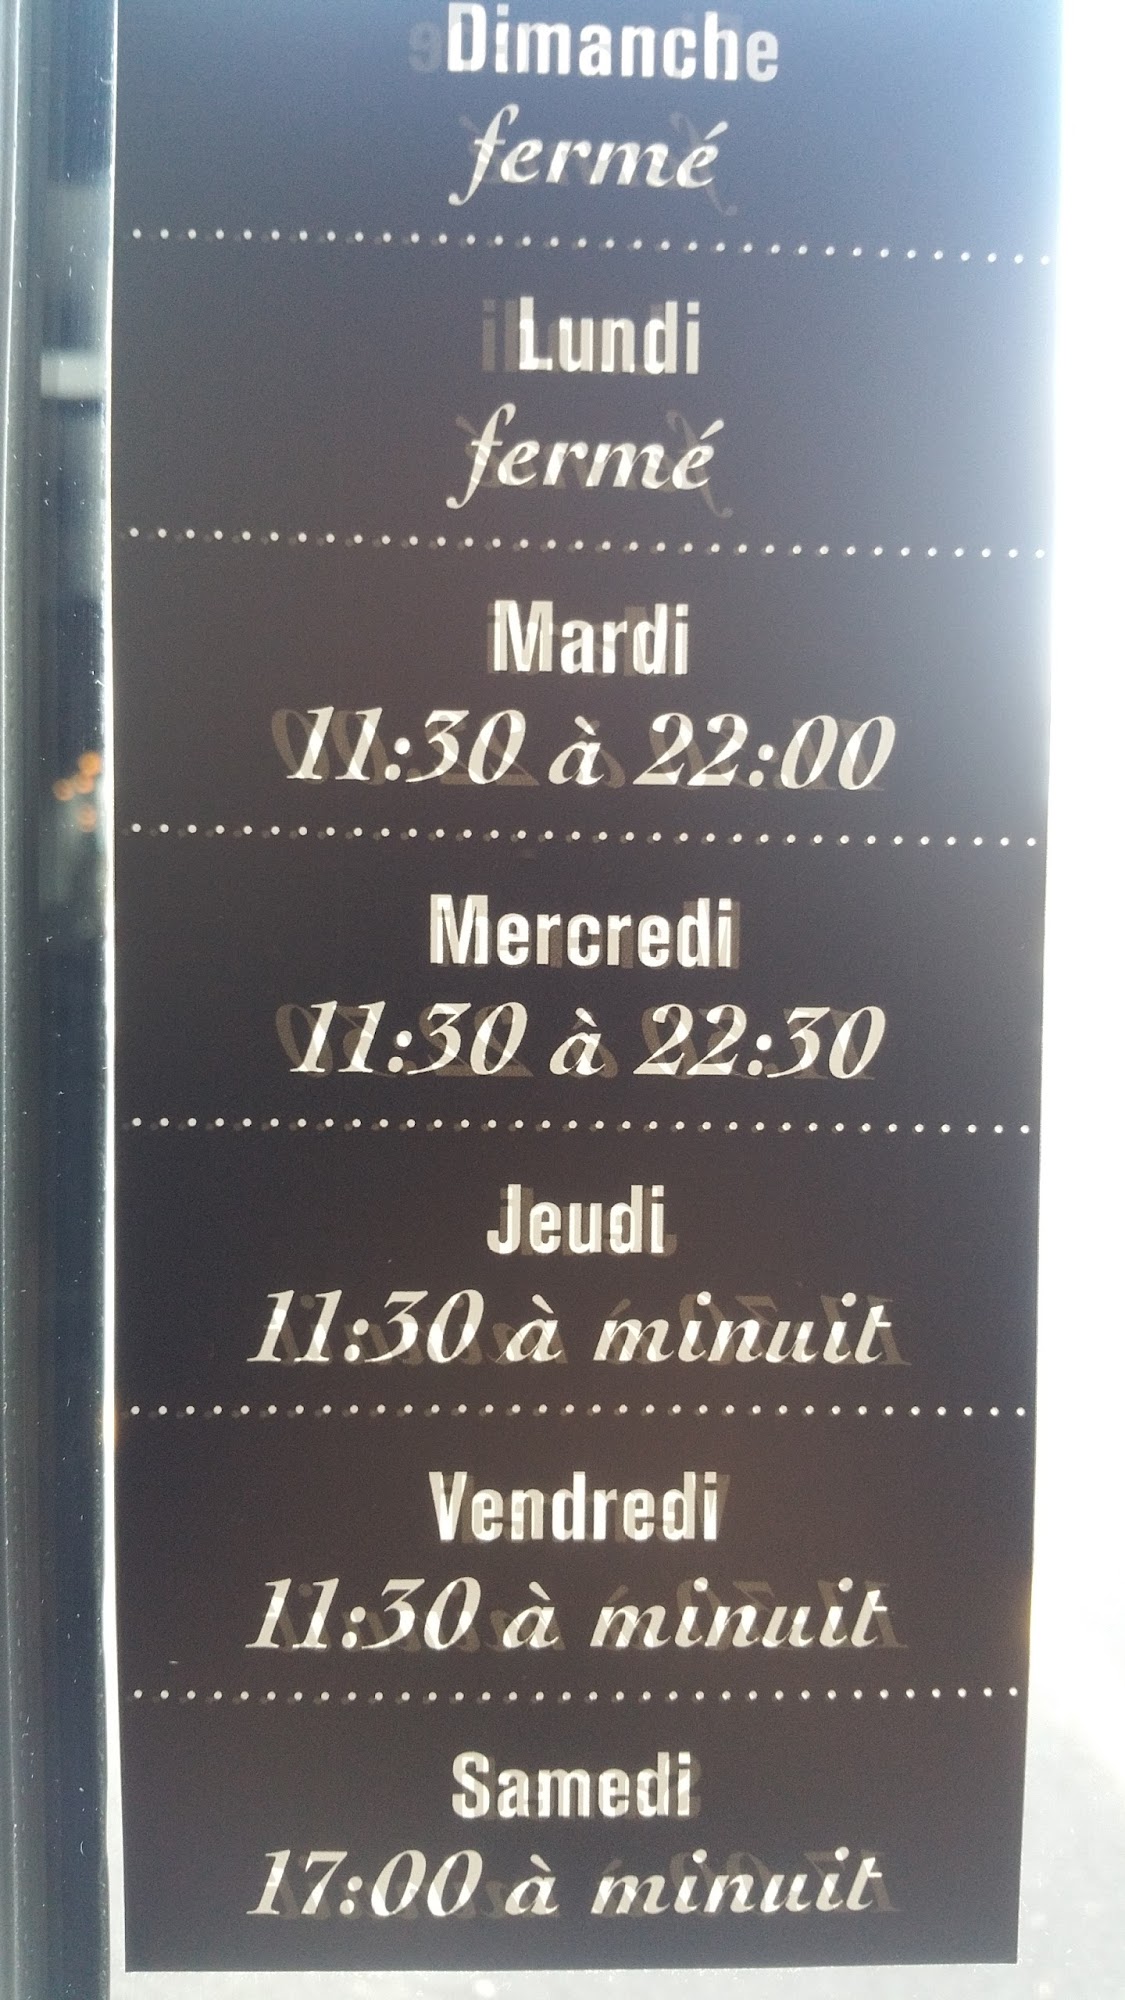 Dimanche
fermé
Lundi
fermé
Mardi
11:30 à 22:00
Mercredi
11:30 à 22:30
Jeudi
11:30 à minuit
Vendredi
11:30 à minuit
Samedi
17:00 à minuit